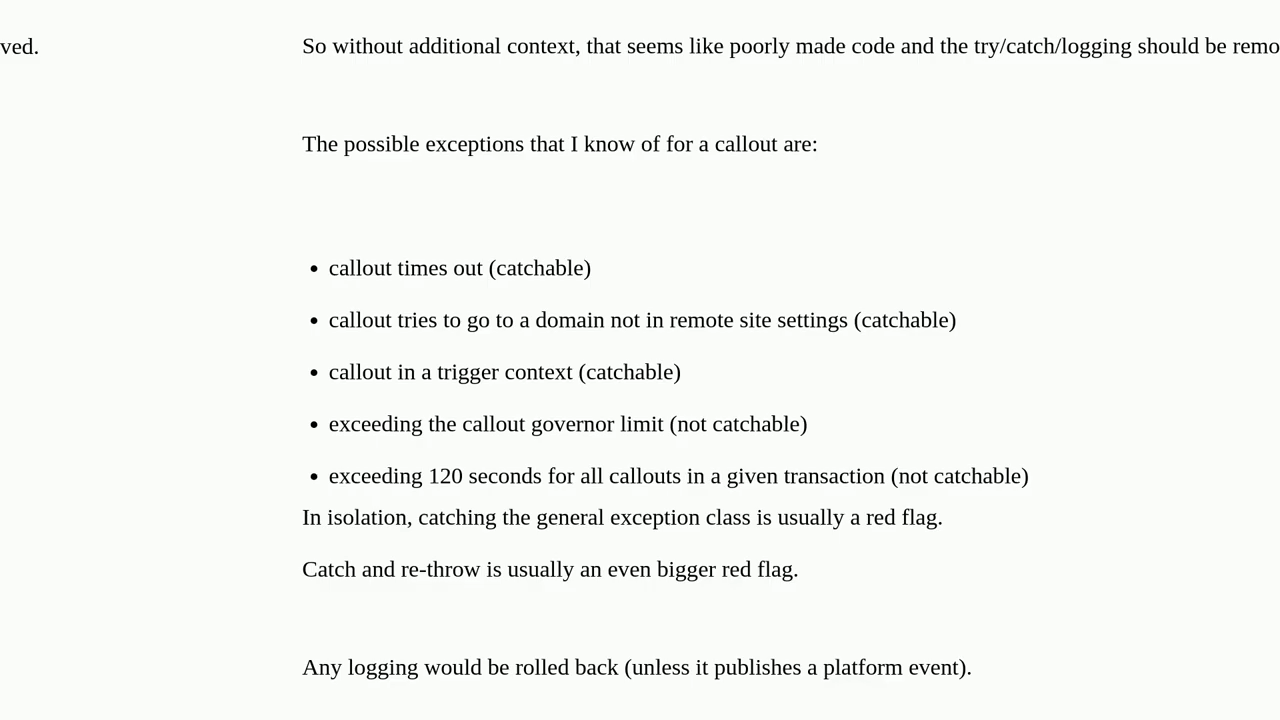 ved.
So without additional context, that seems like poorly made code and the try/catch/logging should be remo
The possible exceptions that I know of for a callout are:
• callout times out (catchable)
• callout tries to go to a domain not in remote site settings (catchable)
• callout in a trigger context (catchable)
• exceeding the callout governor limit (not catchable)
• exceeding 120 seconds for all callouts in a given transaction (not catchable)
In isolation, catching the general exception class is usually a red flag.
Catch and re-throw is usually an even bigger red flag.
Any logging would be rolled back (unless it publishes a platform event).